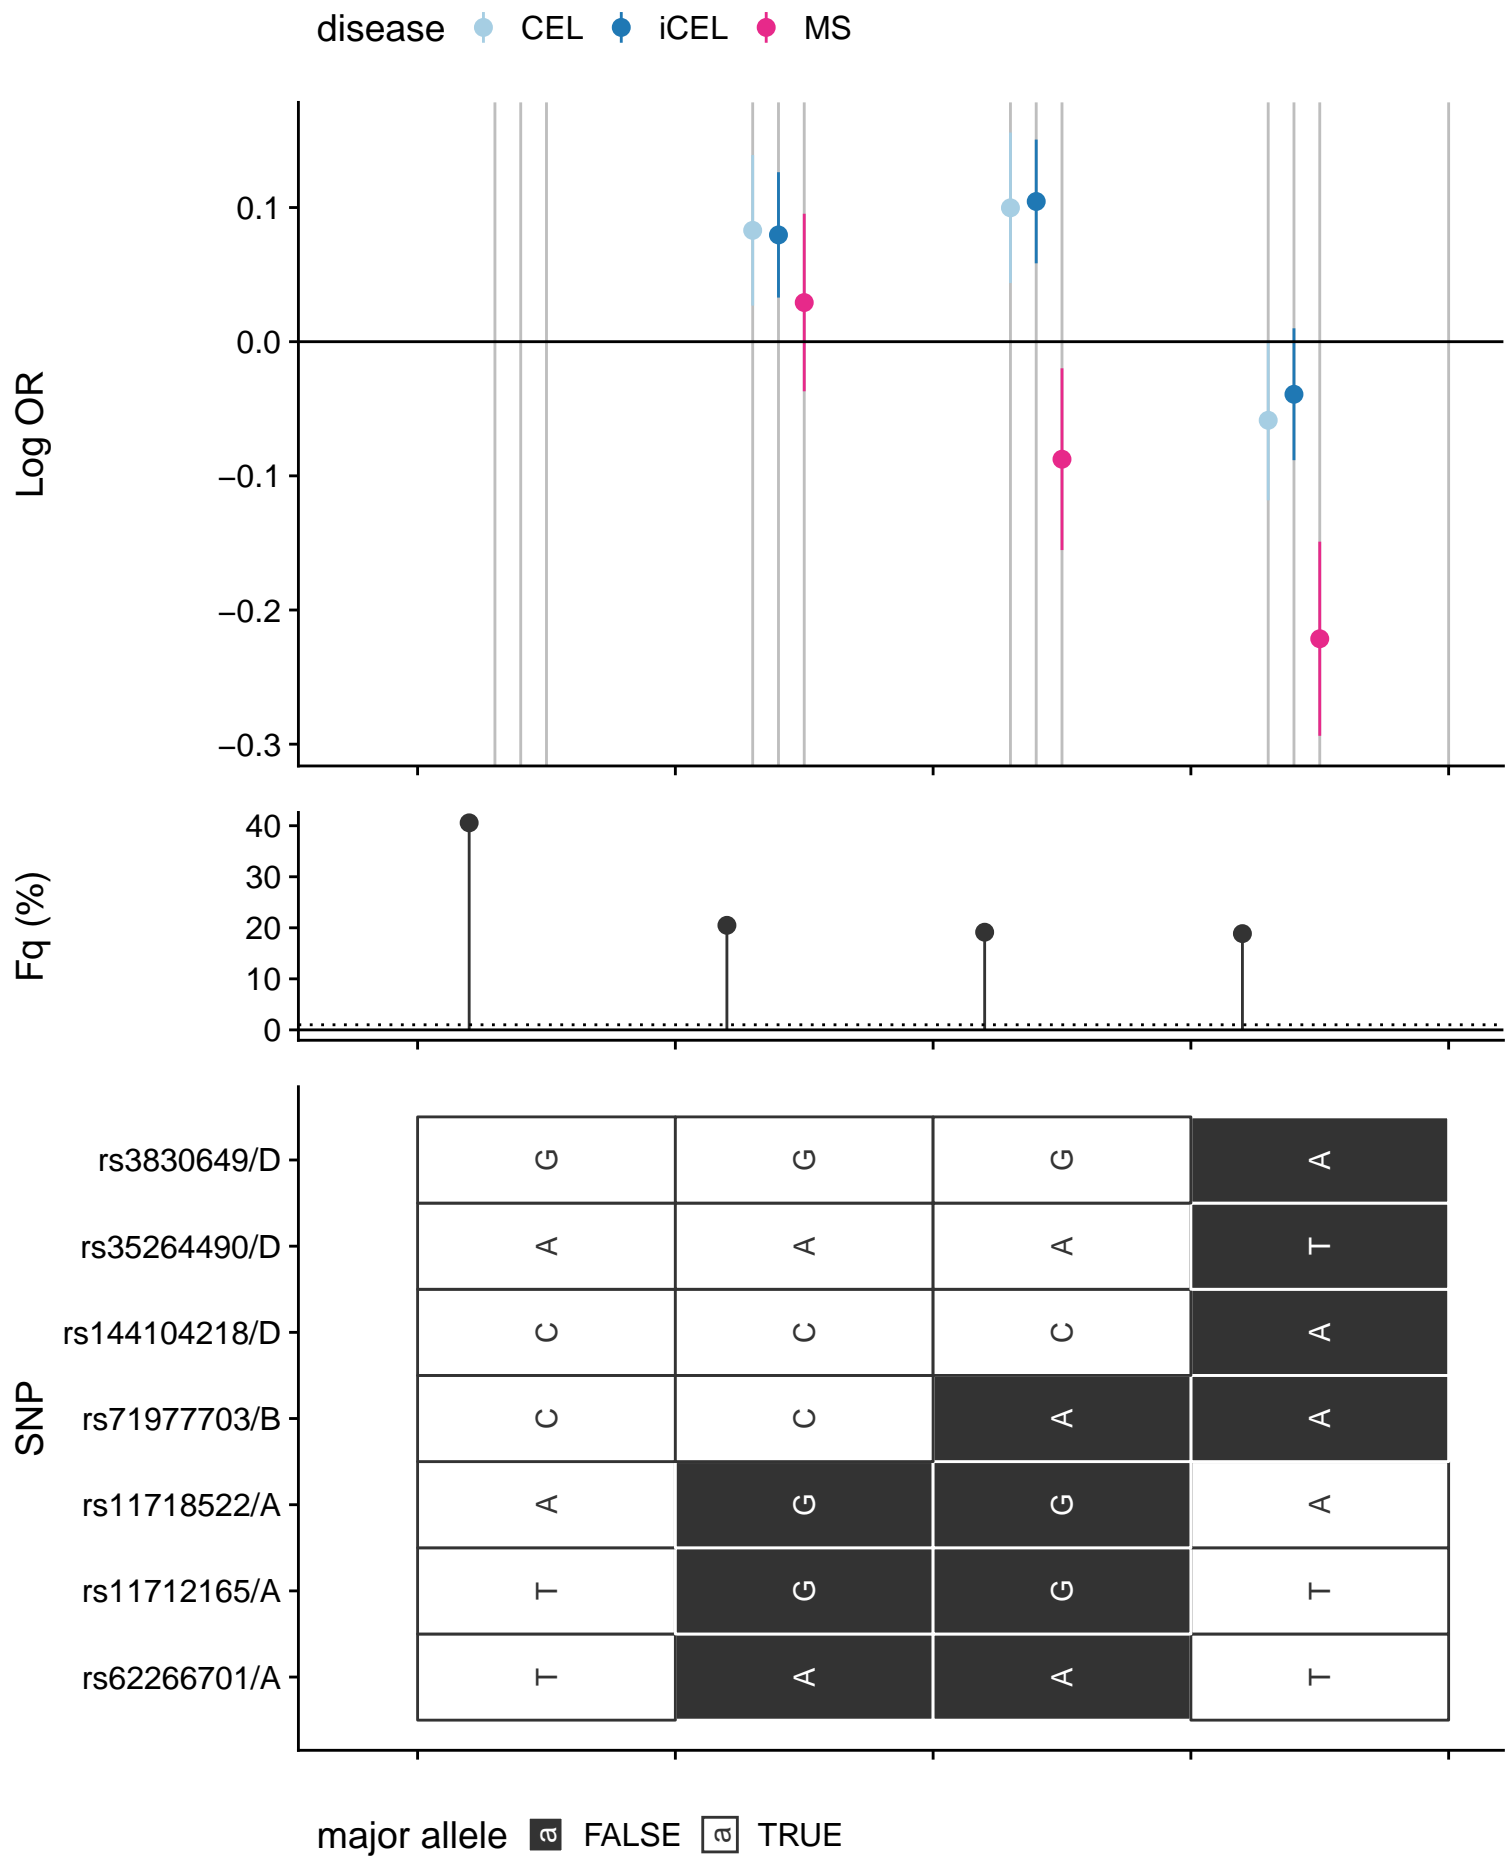 disease CEL iCEL MS
Log OR
0.1
0.0
−0.1
−0.2
−0.3
Fq (%)
40
30
20
10
0
SNP
rs3830649/D G G G A
rs35264490/D A A A T
rs144104218/D C C C A
rs71977703/B C C A A
rs11718522/A A G G A
rs11712165/A T G G T
rs62266701/A T A A T
major allele a FALSE a TRUE